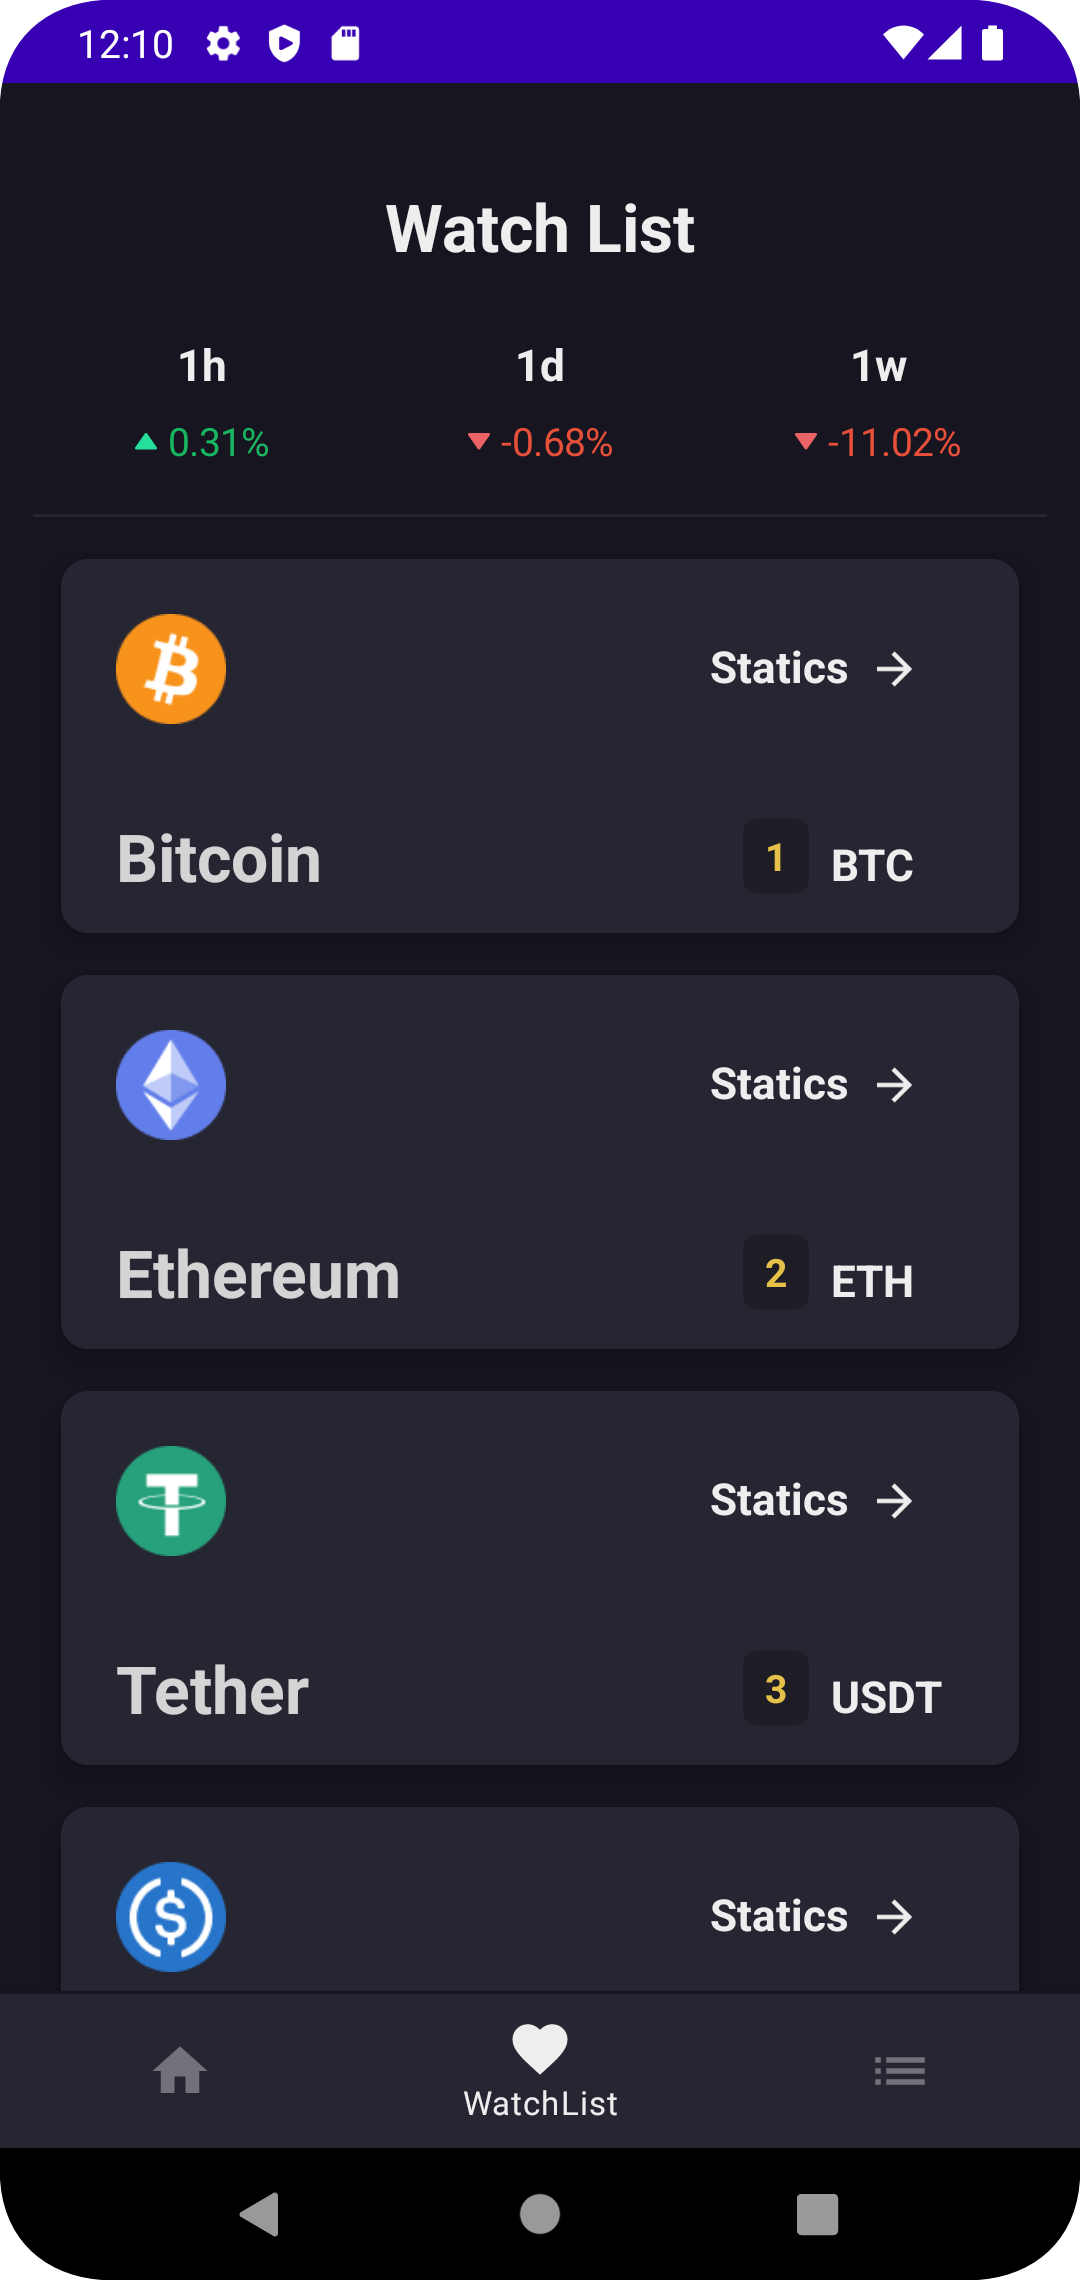 12:10
Watch List
1h 1d 1w
0.31% -0.68% -11.02%
Statics
Bitcoin 1 BTC
Statics
Ethereum 2 ETH
Statics
Tether 3 USDT
Statics
WatchList